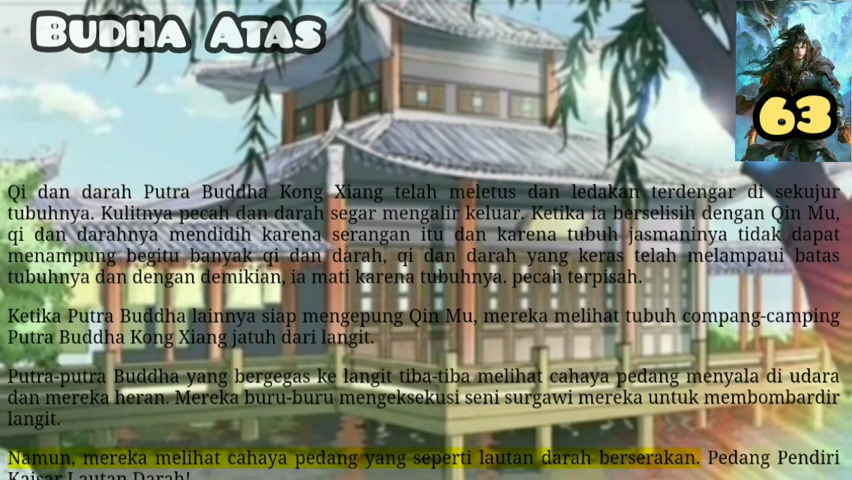 BUDHA ATAS
63
Qi dan darah Putra Buddha Kong Xiang telah meletus dan ledakan terdengar di sekujur
tubuhnya. Kulitnya pecah dan darah segar mengalir keluar. Ketika ia berselisih dengan Qin Mu,
qi dan darahnya mendidih karena serangan itu dan karena tubuh jasmaninya tidak dapat
menampung begitu banyak qi dan darah, qi dan darah yang keras telah melampaui batas
tubuhnya dan dengan demikian, ia mati karena tubuhnya. pecah terpisah.
Ketika Putra Buddha lainnya siap mengepung Qin Mu, mereka melihat tubuh compang-camping
Putra Buddha Kong Xiang jatuh dari langit.
Putra-putra Buddha yang bergegas ke langit tiba-tiba melihat cahaya pedang menyala di udara
dan mereka heran. Mereka buru-buru mengeksekusi seni surgawi mereka untuk membombardir
langit.
Namun, mereka melihat cahaya pedang yang seperti lautan darah berserakan. Pedang Pendiri
Kaisar Lautan Darah!